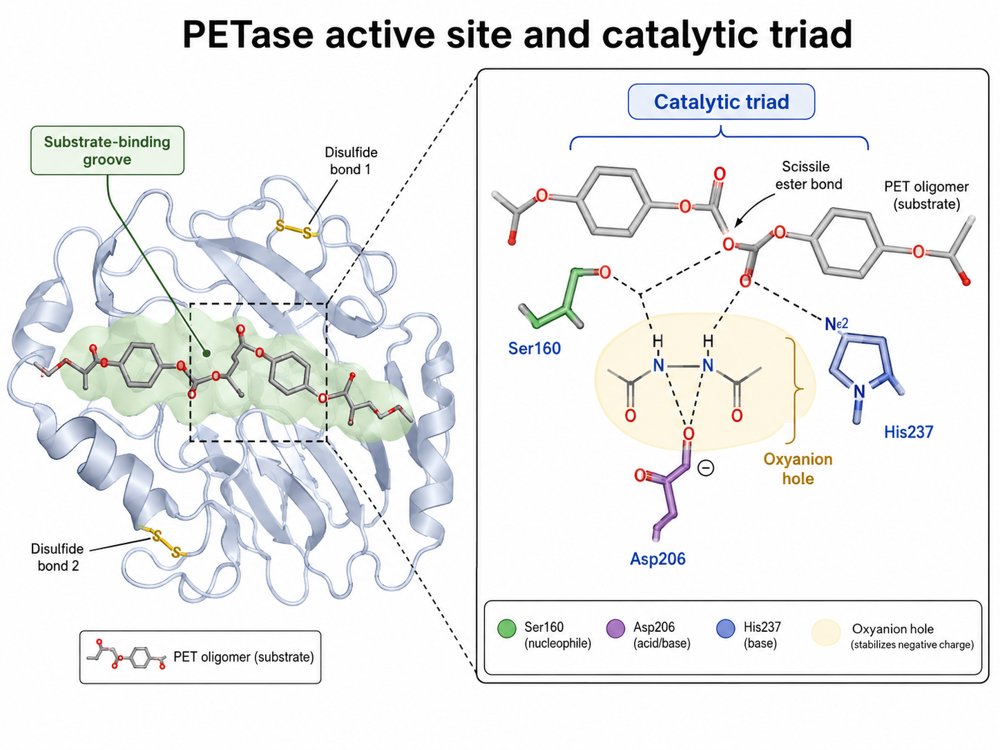 PETase active site and catalytic triad
Substrate-binding
groove
Disulfide
bond 1
S
S
O
O
O
O
O
O
O
O
O
S
S
Disulfide
bond 2
PET oligomer (substrate)
Catalytic triad
Scissile
ester bond
PET oligomer
(substrate)
O
O
O
O
O
O
O
O
Ser160
Nε2
N
His237
H
H
N
N
O
O
O
O
−
Oxyanion
hole
Asp206
Ser160
(nucleophile)
Asp206
(acid/base)
His237
(base)
Oxyanion hole
(stabilizes negative charge)